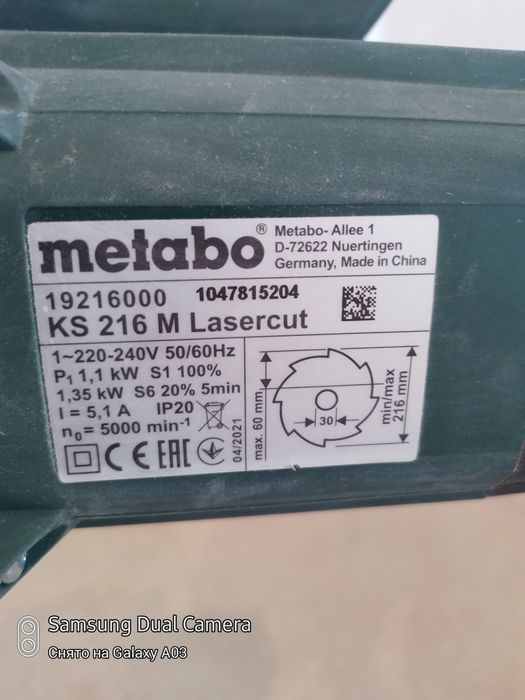 metabo®
Metabo- Allee 1
D-72622 Nuertingen
Germany, Made in China
19216000 1047815204
KS 216 M Lasercut
1~220-240V 50/60Hz
P₁ 1,1 kW S1 100%
1,35 kW S6 20% 5min
I = 5,1 A IP20
n₀= 5000 min⁻¹
CE EAC
04/2021
max. 60 mm
30
min/max
216 mm
Samsung Dual Camera
Снято на Galaxy A03